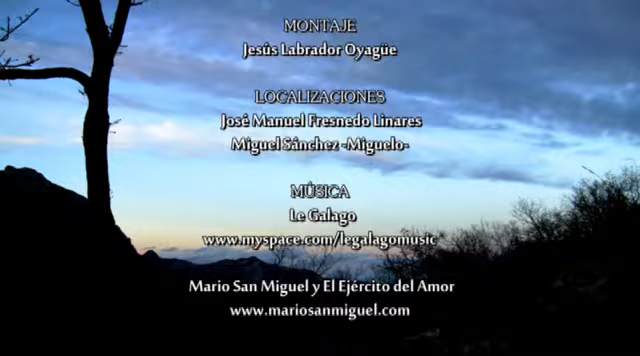 MONTAJE
Jesús Labrador Oyagüe
LOCALIZACIONES
José Manuel Fresnedo Linares
Miguel Sánchez -Miguelo-
MÚSICA
Le Galago
www.myspace.com/legalagomusic
Mario San Miguel y El Ejército del Amor
www.mariosanmiguel.com